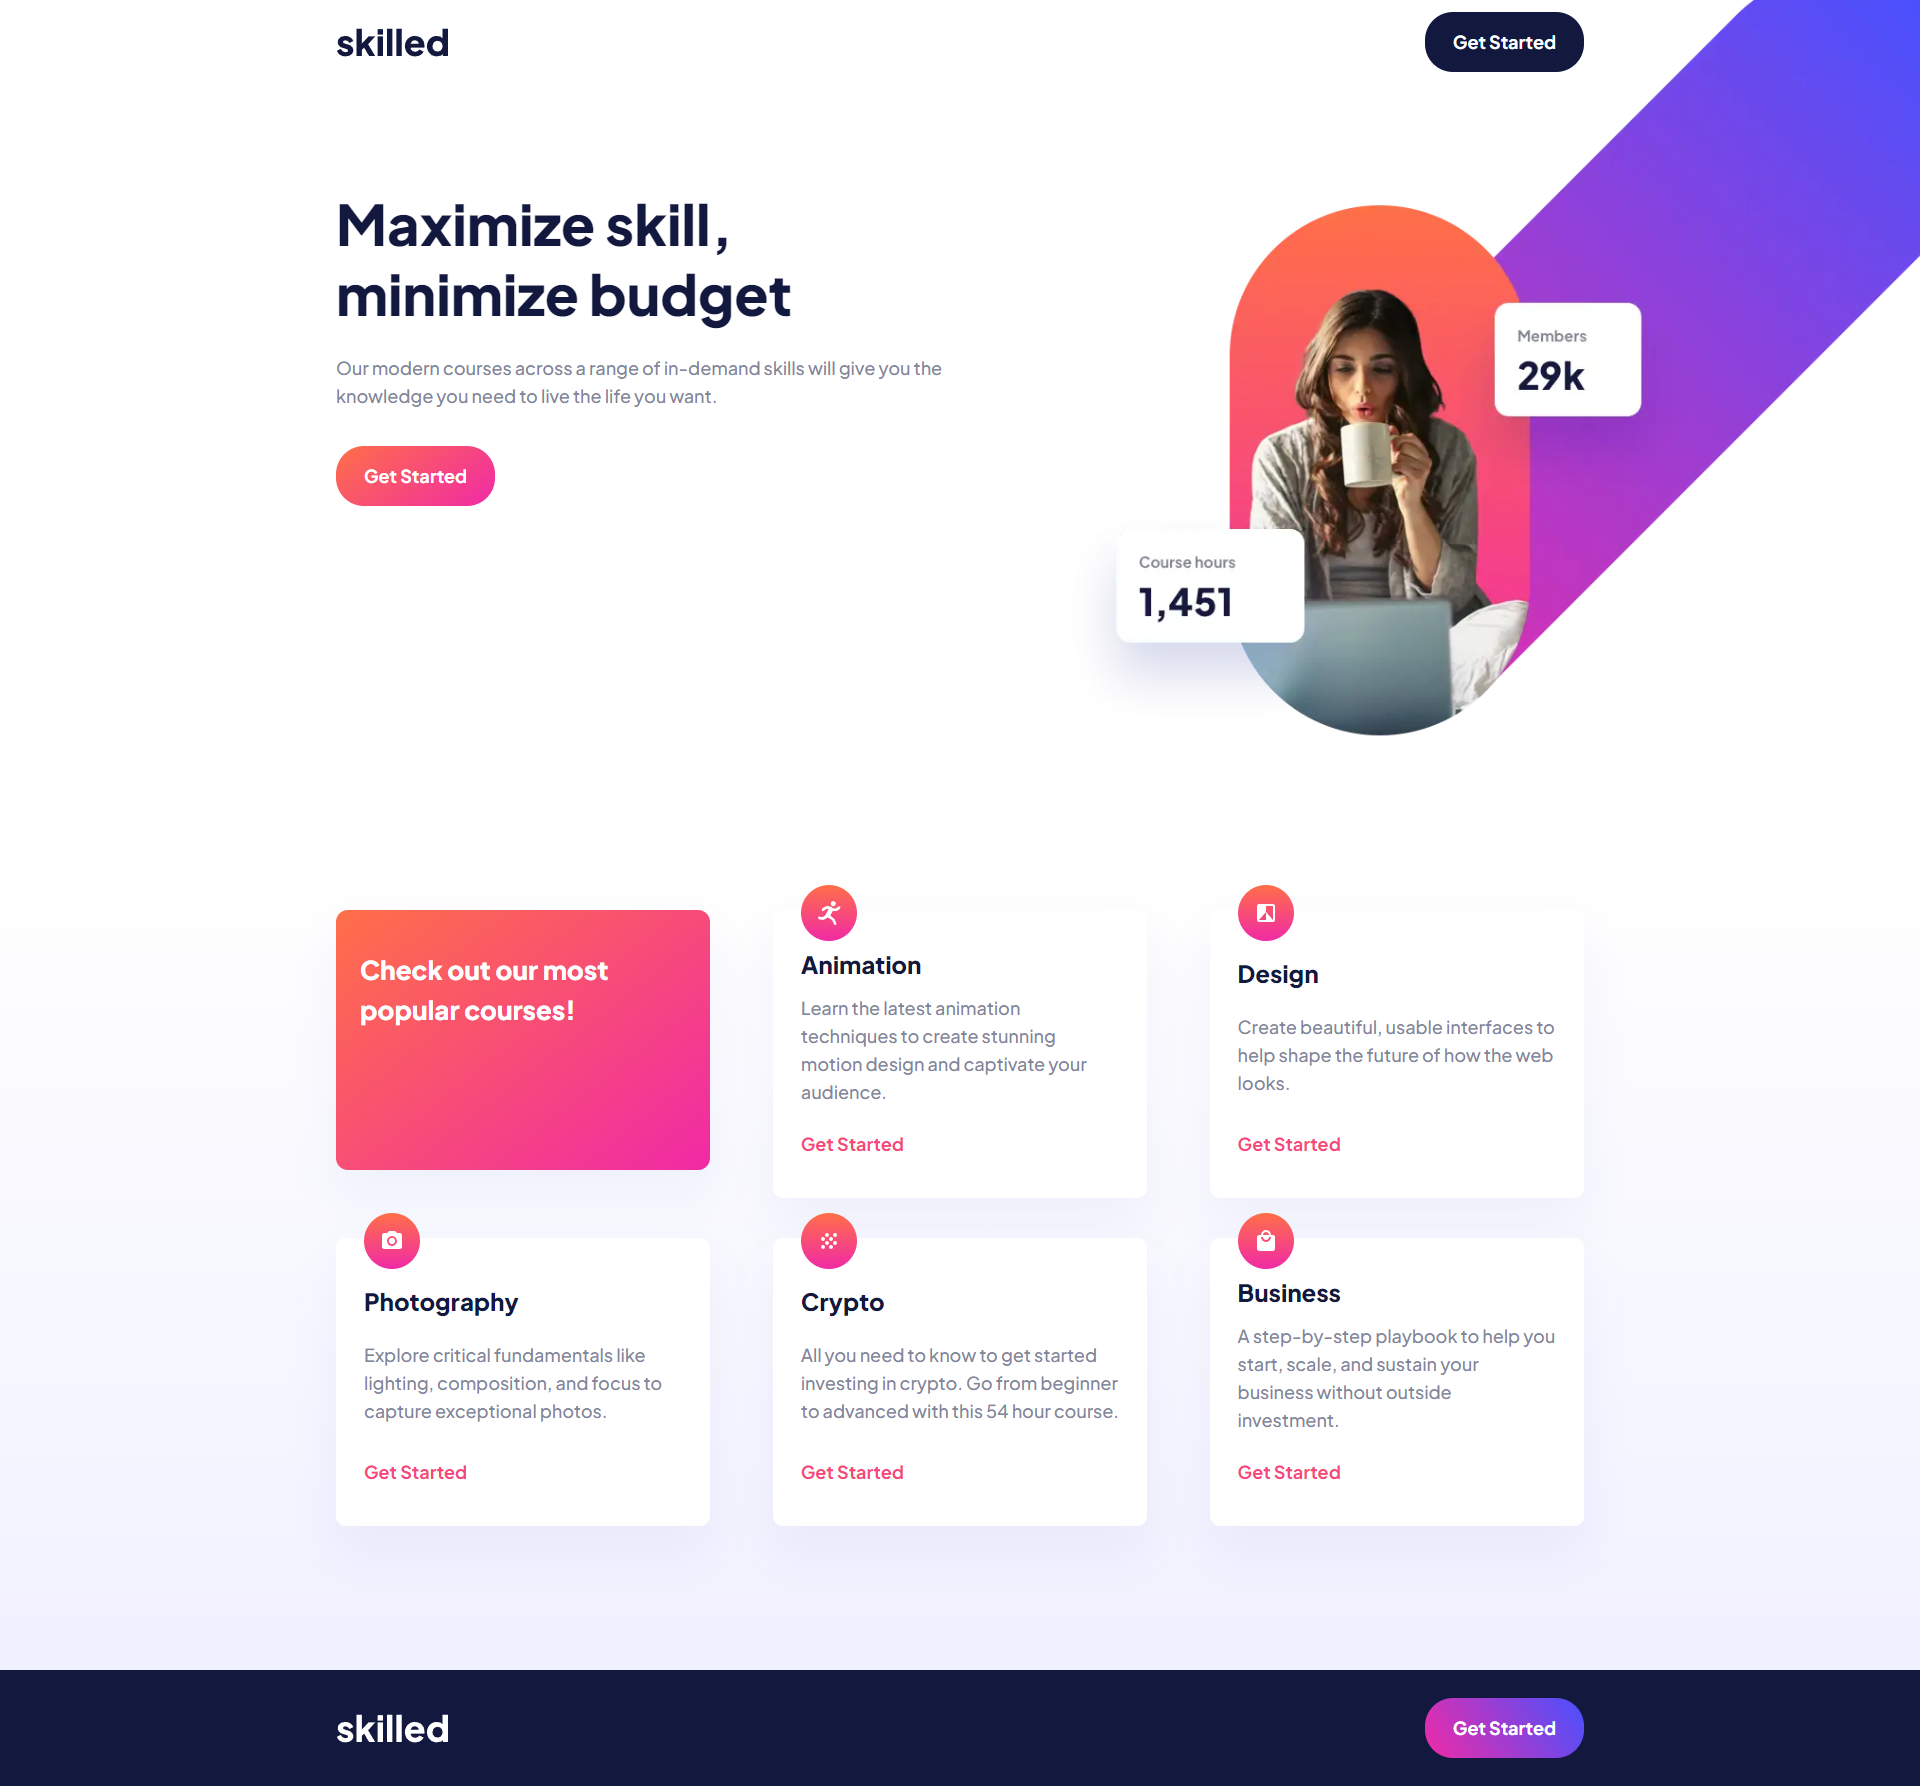 skilled
Get Started
Maximize skill,
minimize budget
Our modern courses across a range of in-demand skills will give you the
knowledge you need to live the life you want.
Get Started
Members
29k
Course hours
1,451
Check out our most
popular courses!
Animation
Learn the latest animation
techniques to create stunning
motion design and captivate your
audience.
Get Started
Design
Create beautiful, usable interfaces to
help shape the future of how the web
looks.
Get Started
Photography
Explore critical fundamentals like
lighting, composition, and focus to
capture exceptional photos.
Get Started
Crypto
All you need to know to get started
investing in crypto. Go from beginner
to advanced with this 54 hour course.
Get Started
Business
A step-by-step playbook to help you
start, scale, and sustain your
business without outside
investment.
Get Started
skilled
Get Started